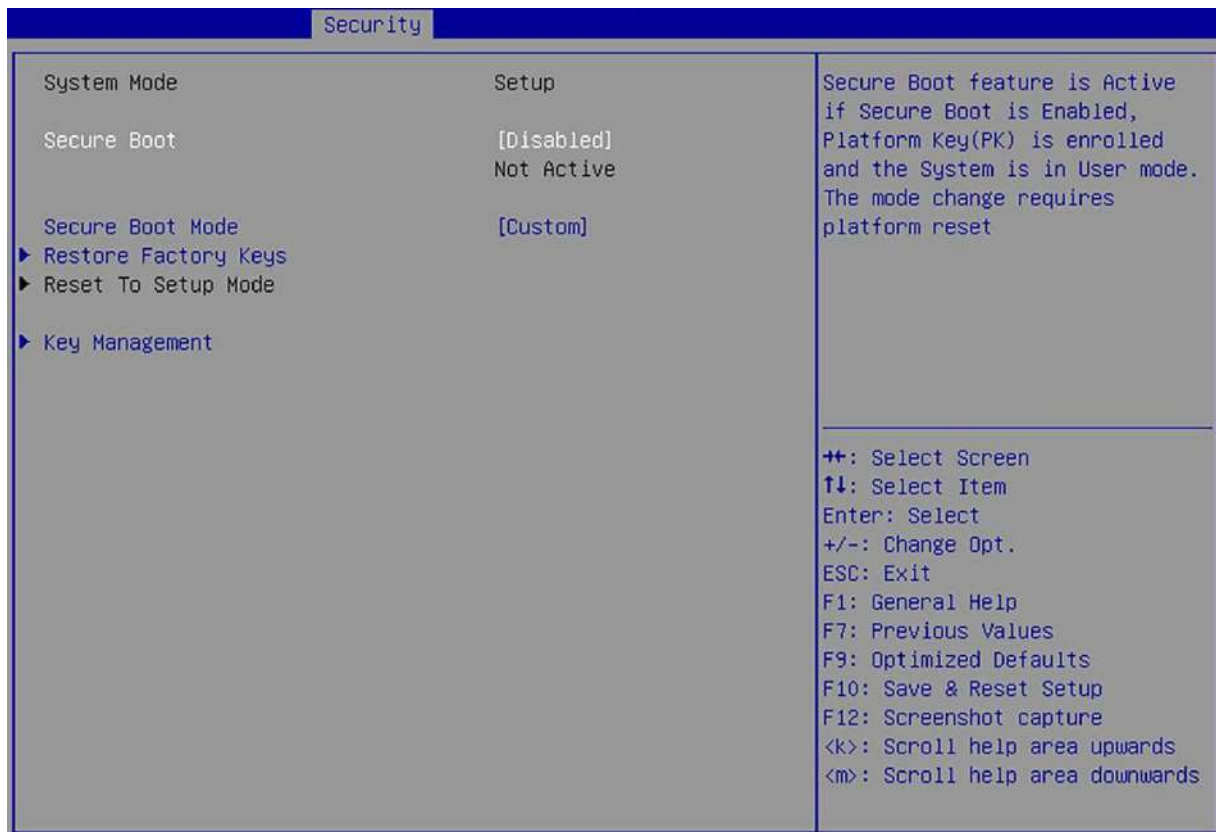 Security
System Mode Setup
Secure Boot [Disabled]
Not Active
Secure Boot Mode [Custom]
▶ Restore Factory Keys
▶ Reset To Setup Mode
▶ Key Management
Secure Boot feature is Active
if Secure Boot is Enabled,
Platform Key(PK) is enrolled
and the System is in User mode.
The mode change requires
platform reset
→←: Select Screen
↑↓: Select Item
Enter: Select
+/-: Change Opt.
ESC: Exit
F1: General Help
F7: Previous Values
F9: Optimized Defaults
F10: Save & Reset Setup
F12: Screenshot capture
<k>: Scroll help area upwards
<m>: Scroll help area downwards